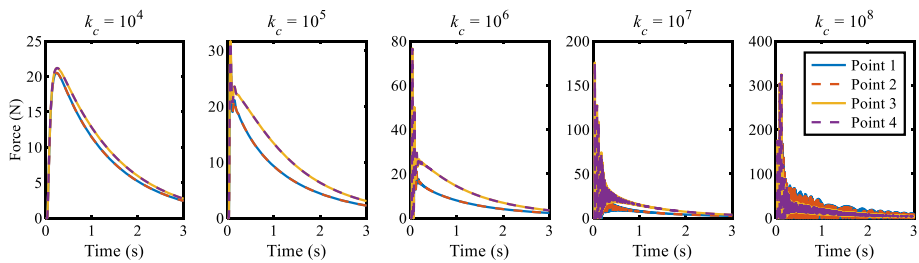 k_c = 10^4
k_c = 10^5
k_c = 10^6
k_c = 10^7
k_c = 10^8
Force (N)
25
20
15
10
5
0
0 1 2 3
Time (s)
30
20
10
0
0 1 2 3
Time (s)
80
60
40
20
0
0 1 2 3
Time (s)
200
150
100
50
0
0 1 2 3
Time (s)
400
300
200
100
0
0 1 2 3
Time (s)
Point 1
Point 2
Point 3
Point 4